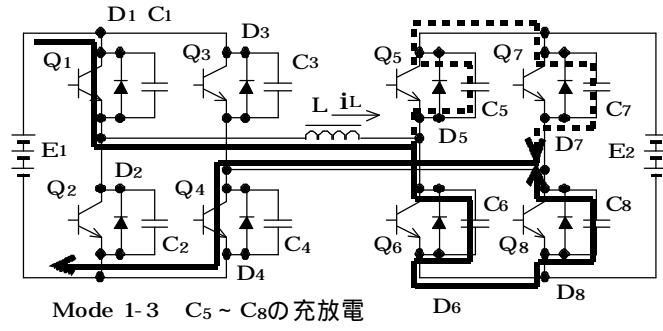 D1 C1
D3
Q1
Q3
C3
Q5
Q7
L iL
C5
C7
D5
D7
E1
E2
D2
Q2
Q4
C6
C8
C2
C4
Q6
Q8
D4
D6
D8
Mode 1-3 C5~C8の充放電